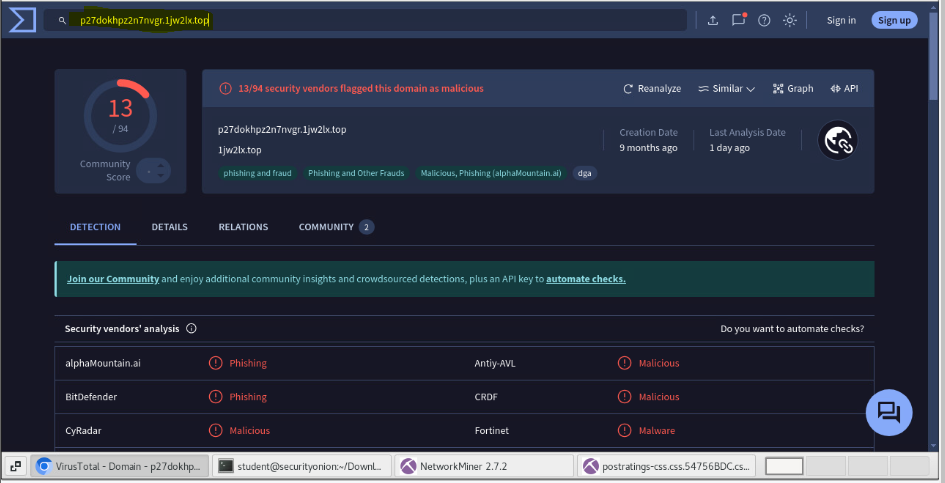 p27dokhpz2n7nvgr.1jw2lx.top
Sign in
Sign up
13
/ 94
Community
Score
-
13/94 security vendors flagged this domain as malicious
Reanalyze
Similar
Graph
API
p27dokhpz2n7nvgr.1jw2lx.top
1jw2lx.top
Creation Date
9 months ago
Last Analysis Date
1 day ago
phishing and fraud
Phishing and Other Frauds
Malicious, Phishing (alphaMountain.ai)
dga
DETECTION DETAILS RELATIONS COMMUNITY 2
Join our Community and enjoy additional community insights and crowdsourced detections, plus an API key to automate checks.
Security vendors' analysis
Do you want to automate checks?
alphaMountain.ai Phishing Antiy-AVL Malicious
BitDefender Phishing CRDF Malicious
CyRadar Malicious Fortinet Malware
VirusTotal - Domain - p27dokhp...
student@securityonion:~/Downl...
NetworkMiner 2.7.2
postratings-css.css.54756BDC.cs...